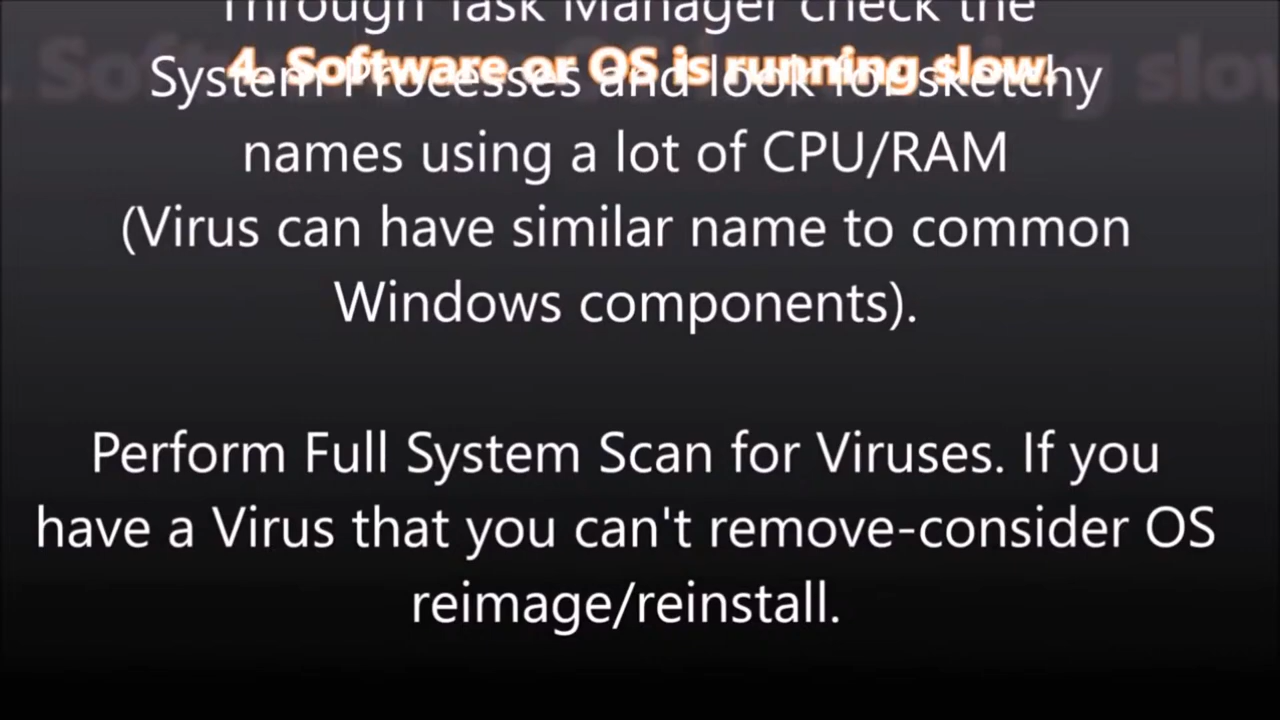 Through Task Manager check the
4. Software or OS is running slow.
System Processes and look for sketchy
names using a lot of CPU/RAM
(Virus can have similar name to common
Windows components).
Perform Full System Scan for Viruses. If you
have a Virus that you can't remove-consider OS
reimage/reinstall.